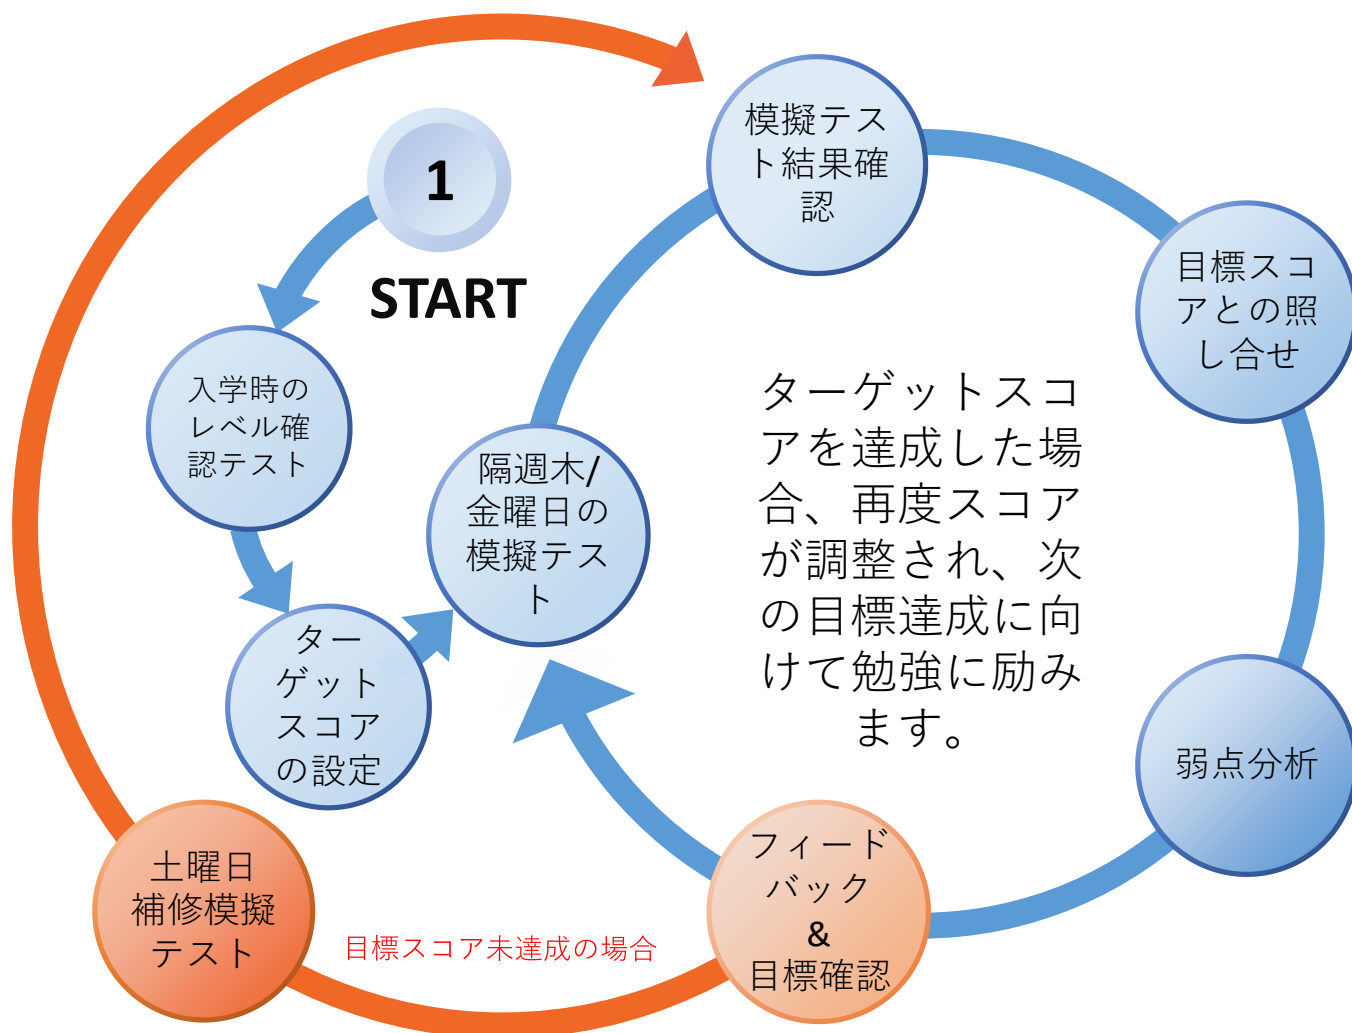 1
START
入学時の
レベル確
認テスト
ター
ゲット
スコア
の設定
隔週木/
金曜日の
模擬テス
ト
模擬テス
ト結果確
認
目標スコ
アとの照
し合せ
弱点分析
フィード
バック
&
目標確認
目標スコア未達成の場合
土曜日
補修模擬
テスト
ターゲットスコ
アを達成した場
合、再度スコア
が調整され、次
の目標達成に向
けて勉強に励み
ます。